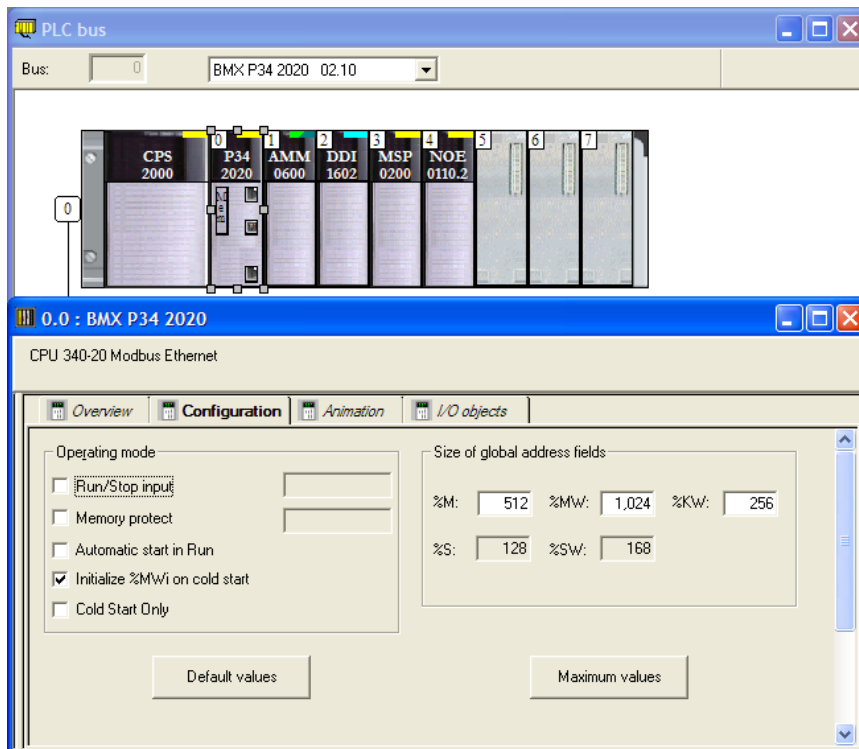 PLC bus
Bus: 0 BMX P34 2020 02.10
0 1 2 3 4 5 6 7
CPS P34 AMM DDI MSP NOE
2000 2020 0600 1602 0200 0110.2
0
0.0 : BMX P34 2020
CPU 340-20 Modbus Ethernet
Overview Configuration Animation I/O objects
Operating mode Size of global address fields
Run/Stop input
%M: 512 %MW: 1,024 %KW: 256
Memory protect
Automatic start in Run
%S: 128 %SW: 168
Initialize %MWi on cold start
Cold Start Only
Default values Maximum values